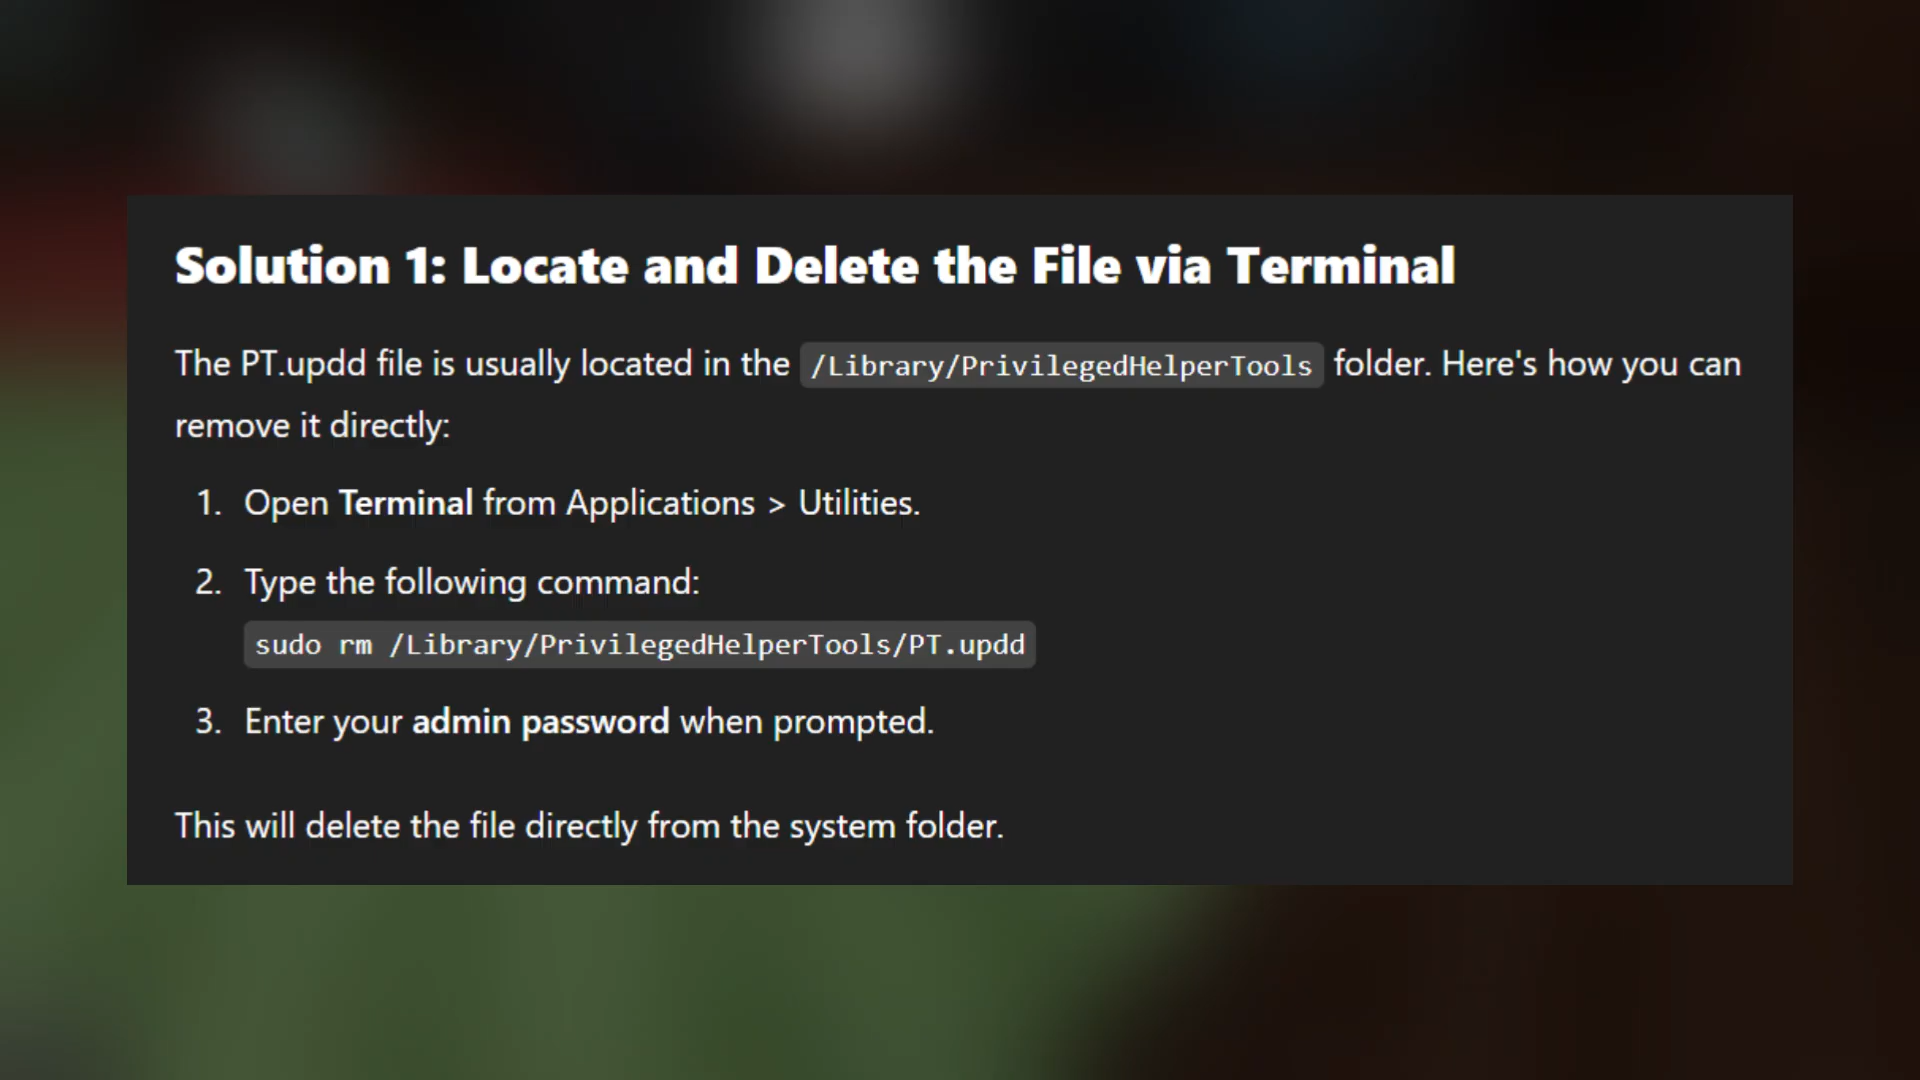 Solution 1: Locate and Delete the File via Terminal
The PT.updd file is usually located in the /Library/PrivilegedHelperTools folder. Here's how you can
remove it directly:
1. Open Terminal from Applications > Utilities.
2. Type the following command:
sudo rm /Library/PrivilegedHelperTools/PT.updd
3. Enter your admin password when prompted.
This will delete the file directly from the system folder.